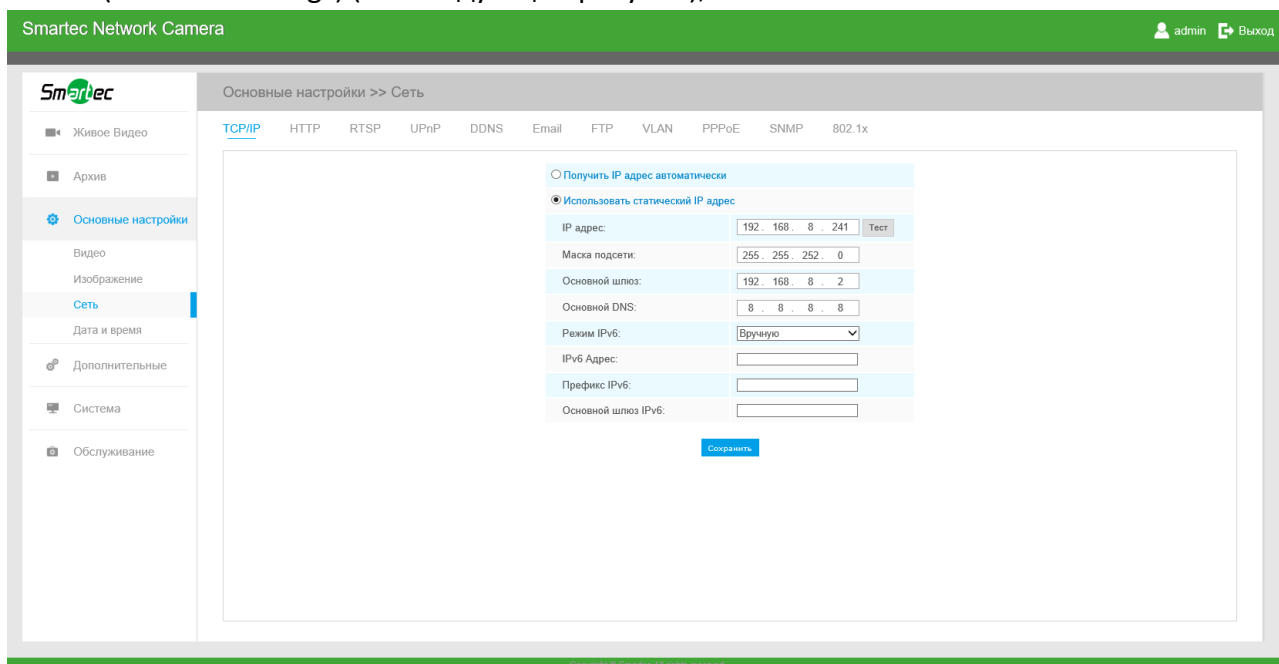 Smartec Network Camera
admin Выход
Smartec
Основные настройки >> Сеть
Живое Видео
TCP/IP HTTP RTSP UPnP DDNS Email FTP VLAN PPPoE SNMP 802.1x
Архив
Основные настройки
Видео
Изображение
Сеть
Дата и время
Дополнительные
Система
Обслуживание
Получить IP адрес автоматически
Использовать статический IP адрес
IP адрес: 192 . 168 . 8 . 241 Тест
Маска подсети: 255 . 255 . 252 . 0
Основной шлюз: 192 . 168 . 8 . 2
Основной DNS: 8 . 8 . 8 . 8
Режим IPv6: Вручную
IPv6 Адрес:
Префикс IPv6:
Основной шлюз IPv6:
Сохранить